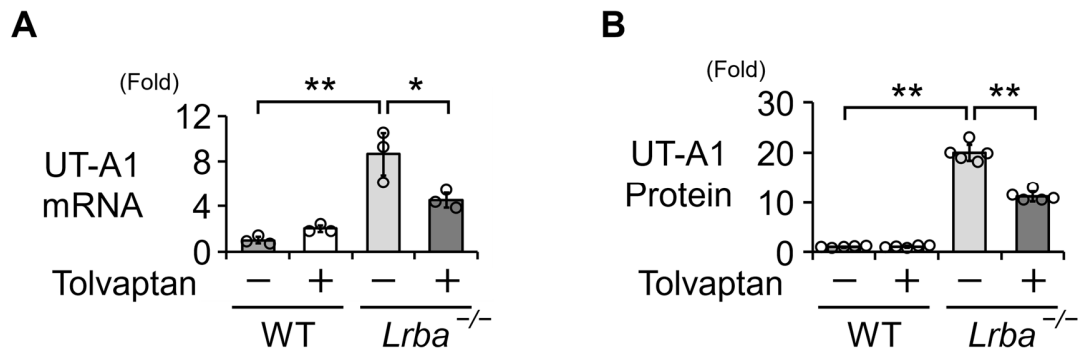 A
(Fold)
** *
12
UT-A1
mRNA
8
4
0
Tolvaptan − + − +
WT Lrba −/−
B
(Fold)
** **
30
UT-A1
Protein
20
10
0
Tolvaptan − + − +
WT Lrba −/−